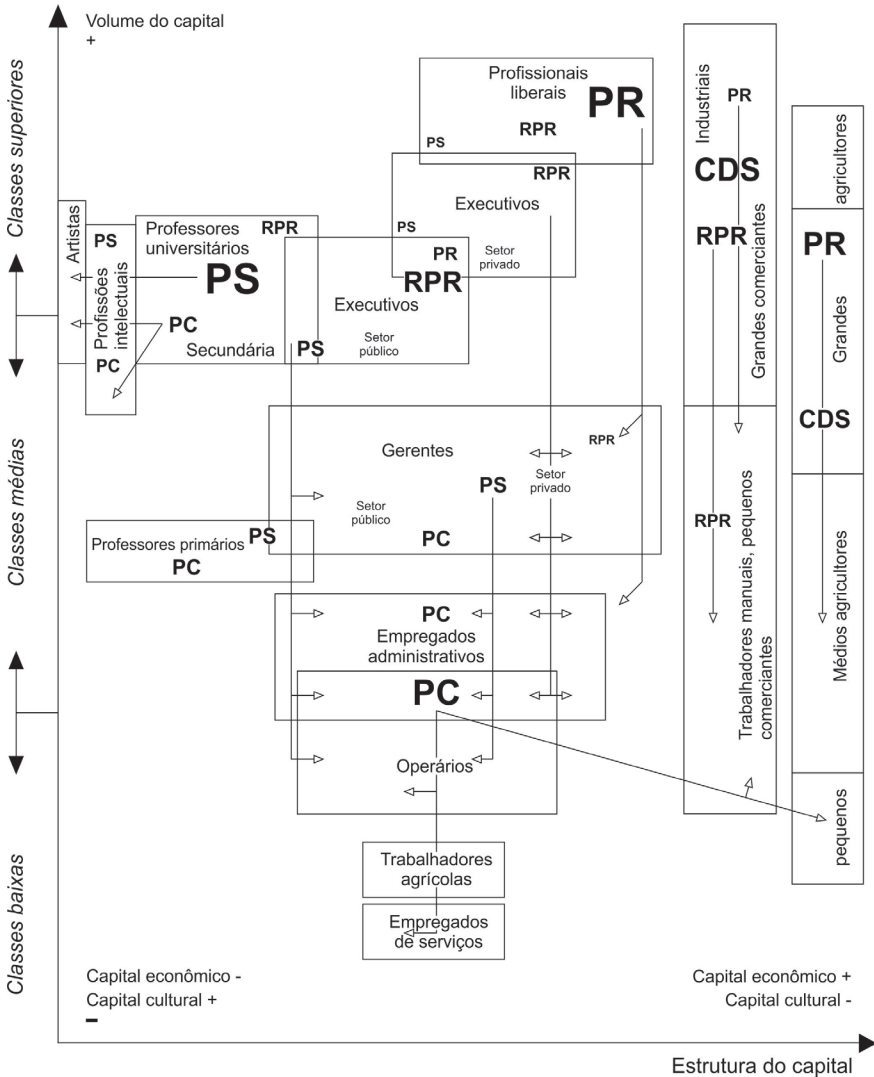 Volume do capital
+
Classes superiores
Classes médias
Classes baixas
Profissionais
liberais
PR
RPR
PS
RPR
Executivos
PS
Setor
privado
PR
RPR
Executivos
Setor
público
PS
Artistas
PS
Profissões
intelectuais
PC
Professores
universitários
RPR
PS
PC
Secundária
Industriais
PR
CDS
RPR
Grandes comerciantes
agricultores
PR
Grandes
CDS
Gerentes
RPR
PS
Setor
privado
Setor
público
PC
Professores primários
PS
PC
RPR
Trabalhadores manuais, pequenos
comerciantes
Médios agricultores
PC
Empregados
administrativos
PC
Operários
pequenos
Trabalhadores
agrícolas
Empregados
de serviços
Capital econômico -
Capital cultural +
–
Capital econômico +
Capital cultural -
Estrutura do capital